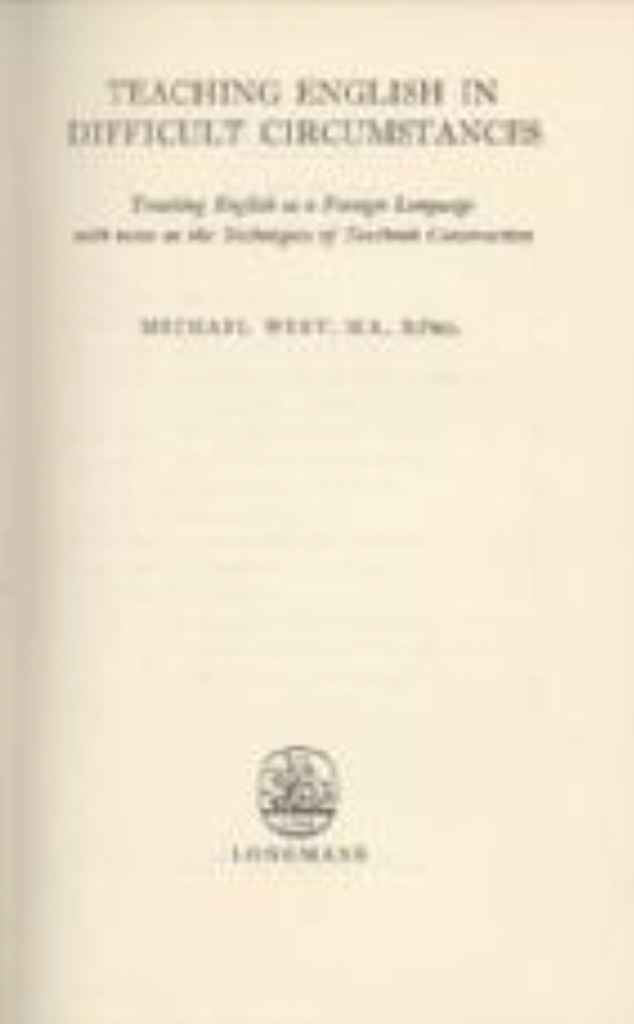 TEACHING ENGLISH IN
DIFFICULT CIRCUMSTANCES
Teaching English as a Foreign Language
with notes on the Techniques of Textbook Construction
MICHAEL WEST, M.A., D.Phil.
LONGMANS